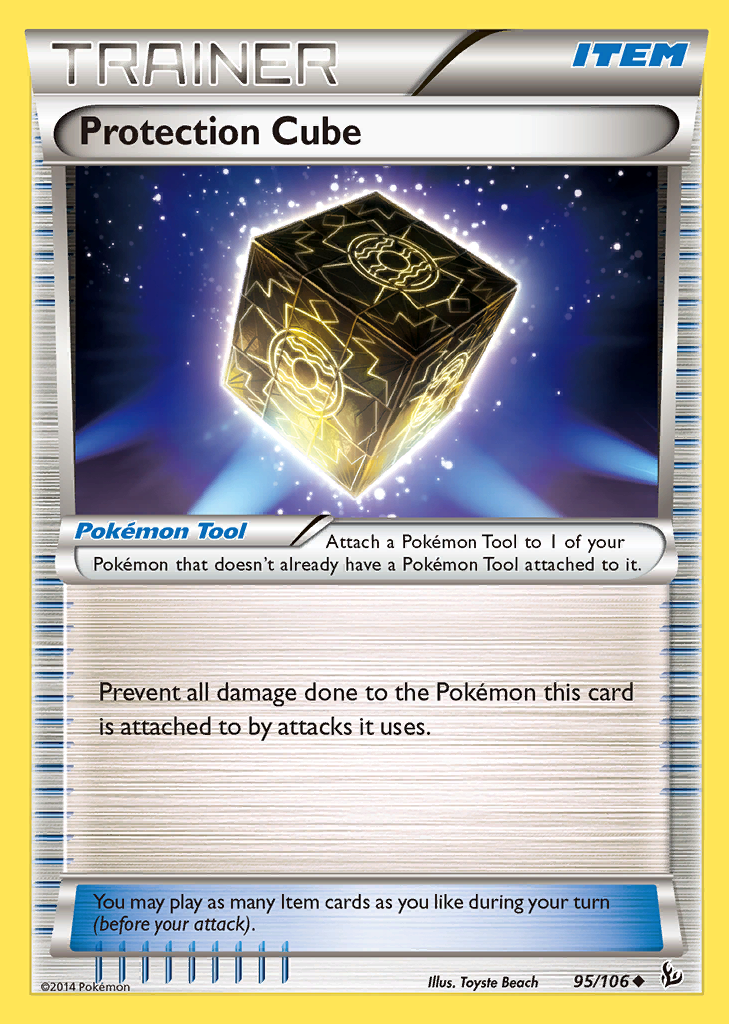 TRAINER
ITEM
Protection Cube
Pokémon Tool
Attach a Pokémon Tool to 1 of your
Pokémon that doesn't already have a Pokémon Tool attached to it.
Prevent all damage done to the Pokémon this card
is attached to by attacks it uses.
You may play as many Item cards as you like during your turn
(before your attack).
©2014 Pokémon
Illus. Toyste Beach
95/106